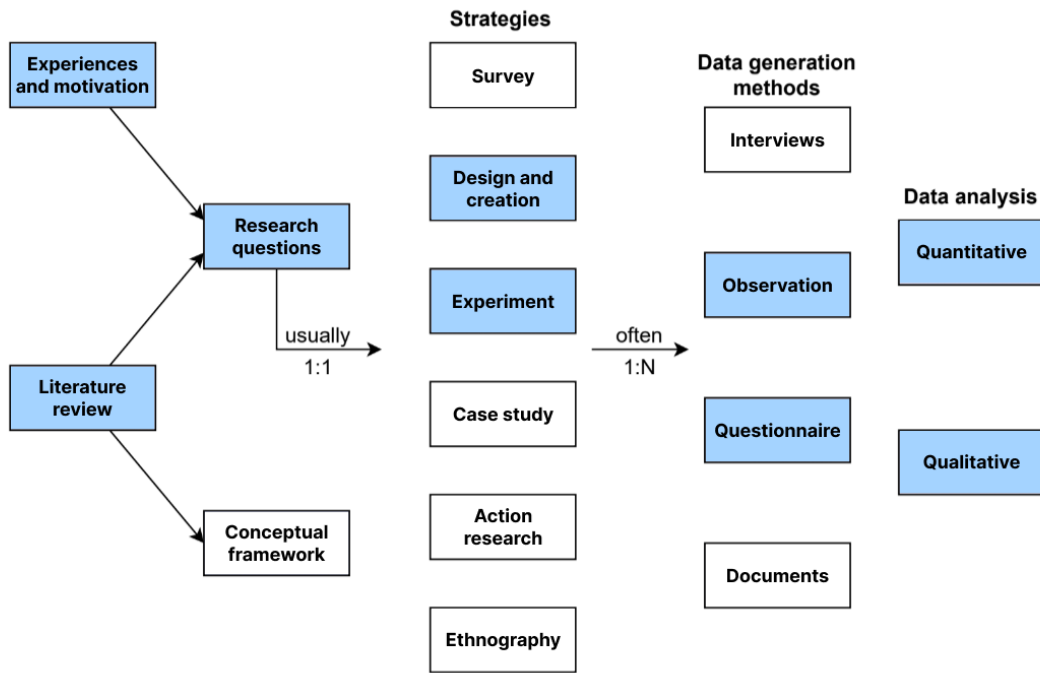 Experiences
and motivation
Literature
review
Research
questions
Conceptual
framework
usually
1:1
Strategies
Survey
Design and
creation
Experiment
Case study
Action
research
Ethnography
often
1:N
Data generation
methods
Interviews
Observation
Questionnaire
Documents
Data analysis
Quantitative
Qualitative